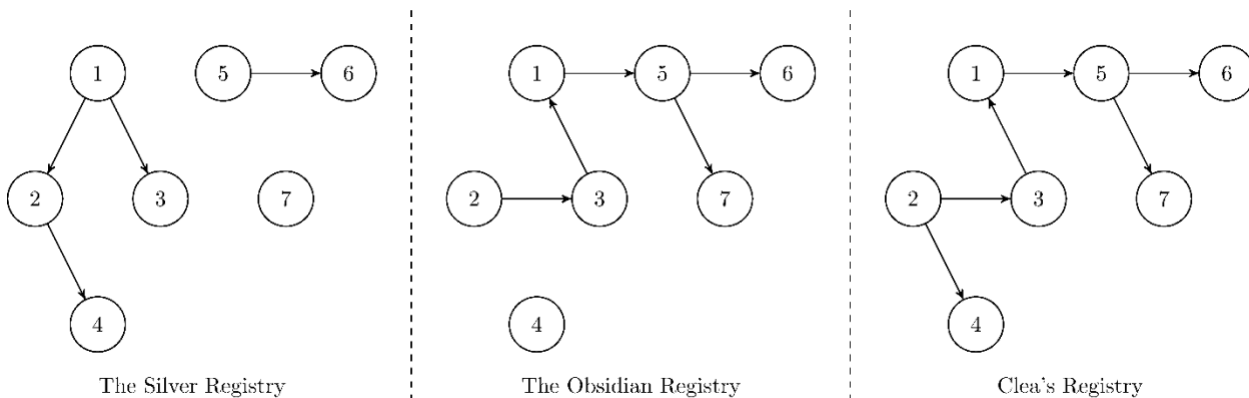 1 5 6 1 5 6 1 5 6
2 3 7 2 3 7 2 3 7
4 4 4
The Silver Registry The Obsidian Registry Clea's Registry